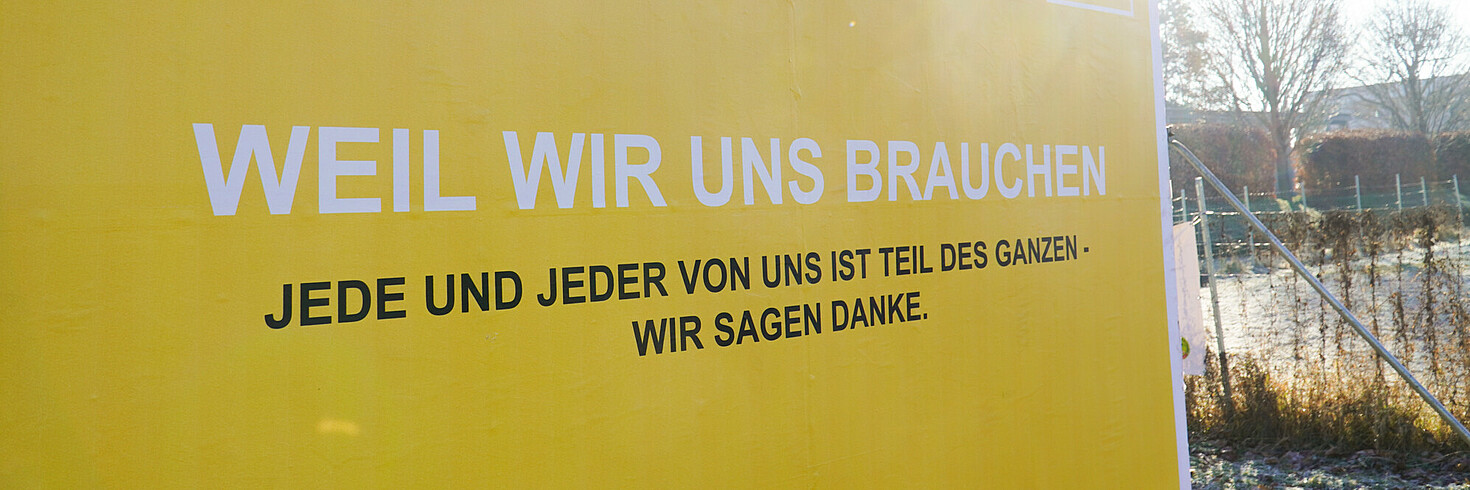 WEIL WIR UNS BRAUCHEN
JEDE UND JEDER VON UNS IST TEIL DES GANZEN -
WIR SAGEN DANKE.